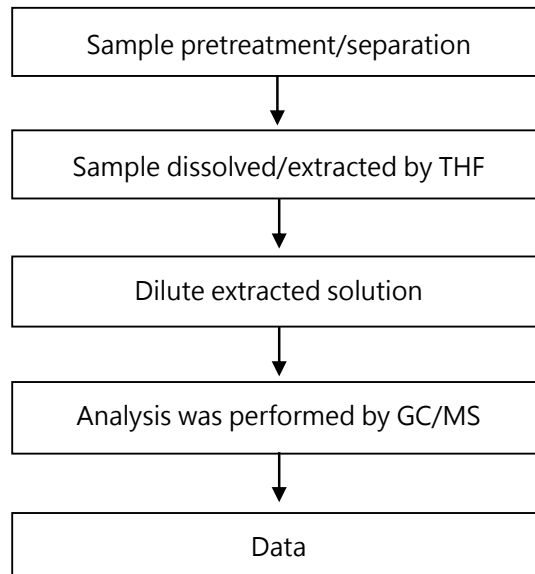 Sample pretreatment/separation
Sample dissolved/extracted by THF
Dilute extracted solution
Analysis was performed by GC/MS
Data